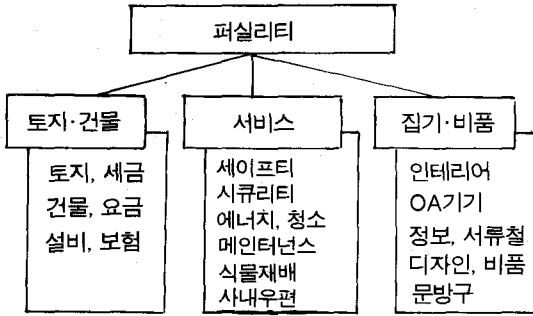 퍼실리티
토지·건물
토지, 세금
건물, 요금
설비, 보험
서비스
세이프티
시큐리티
에너지, 청소
메인터넌스
식물재배
사내우편
집기·비품
인테리어
OA기기
정보, 서류철
디자인, 비품
문방구